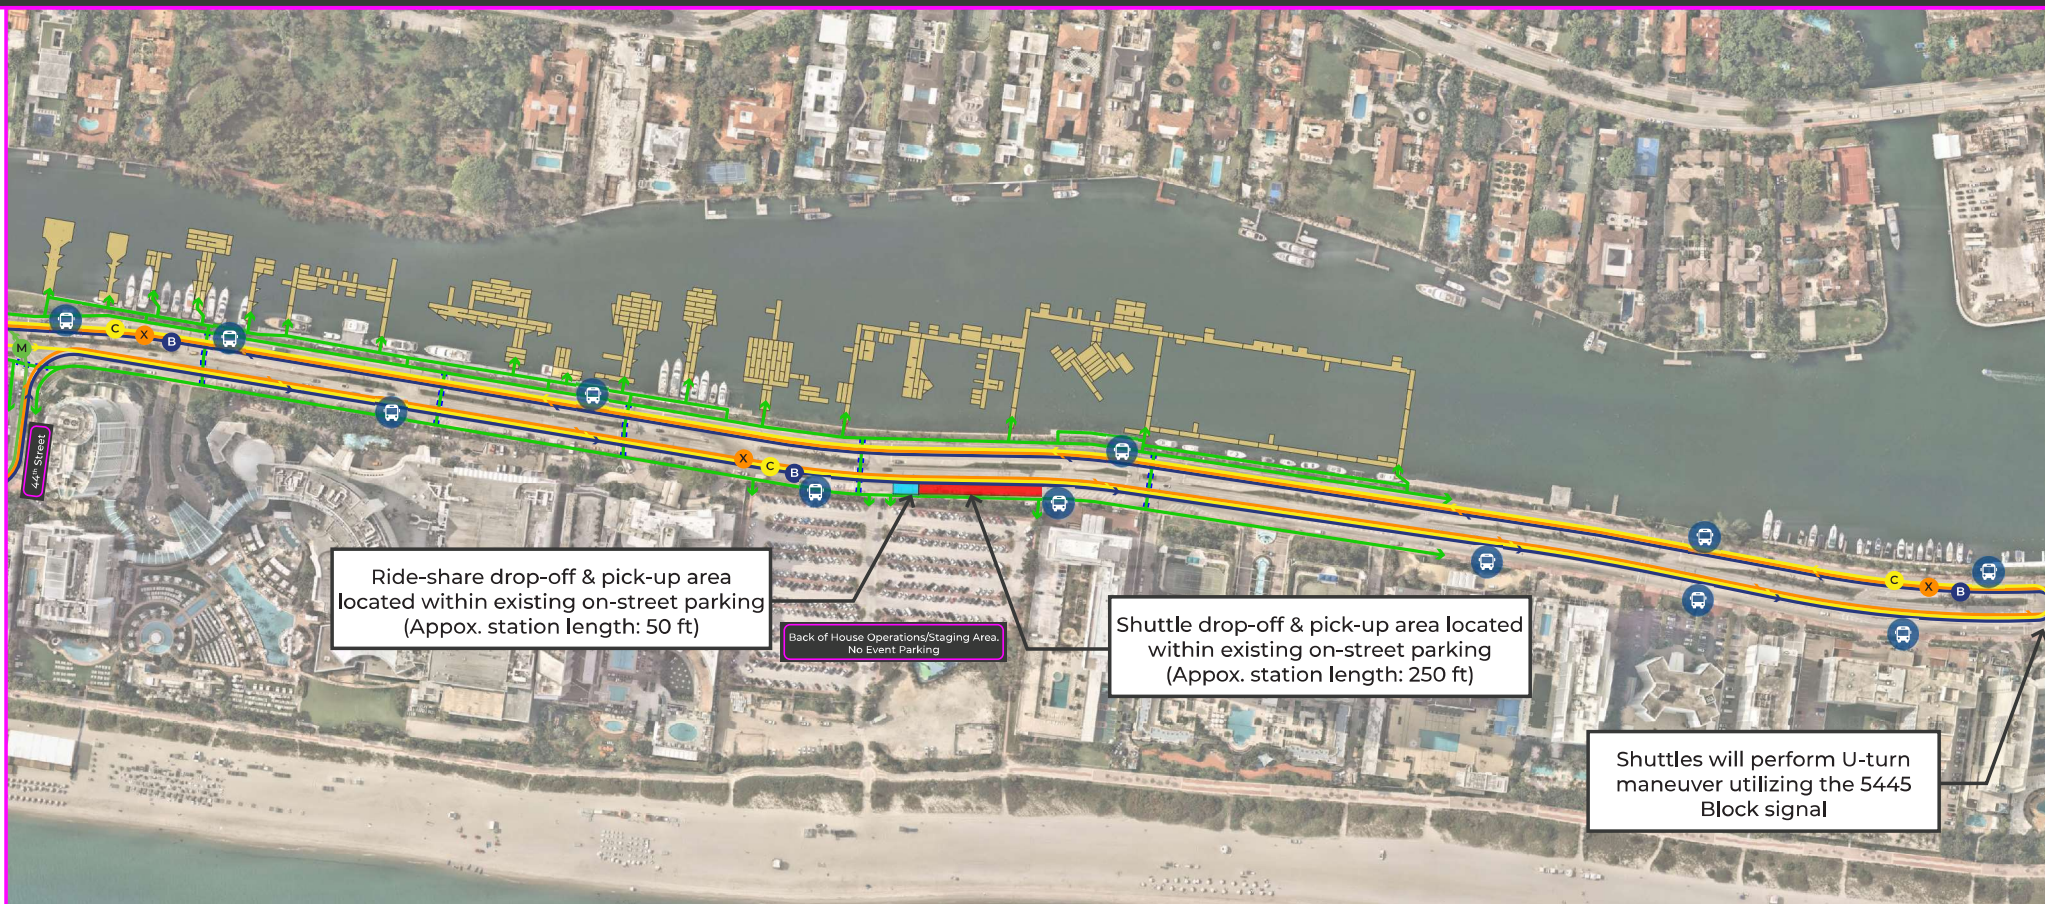 C
X
B
M
44th Street
X
C
B
Ride-share drop-off & pick-up area
located within existing on-street parking
(Appox. station length: 50 ft)
Back of House Operations/Staging Area.
No Event Parking
Shuttle drop-off & pick-up area located
within existing on-street parking
(Appox. station length: 250 ft)
C
X
B
Shuttles will perform U-turn
maneuver utilizing the 5445
Block signal